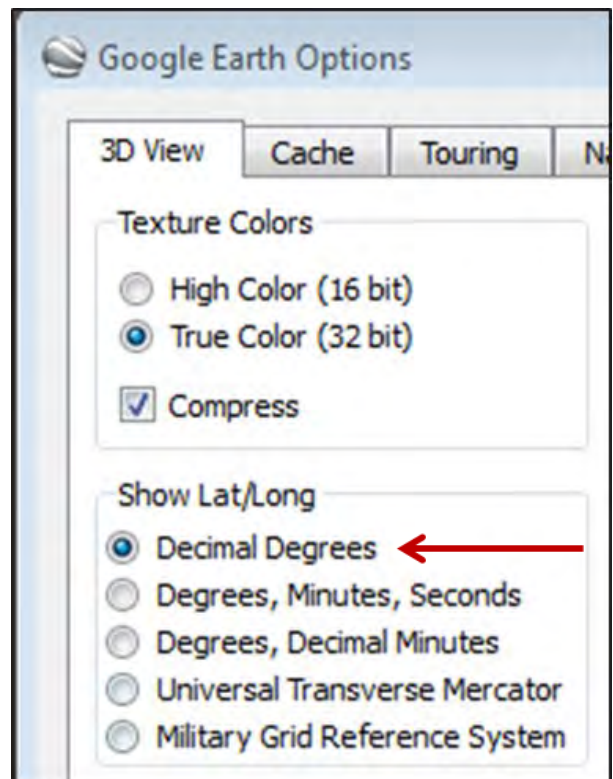 Google Earth Options
3D View Cache Touring Na
Texture Colors
High Color (16 bit)
True Color (32 bit)
Compress
Show Lat/Long
Decimal Degrees
Degrees, Minutes, Seconds
Degrees, Decimal Minutes
Universal Transverse Mercator
Military Grid Reference System